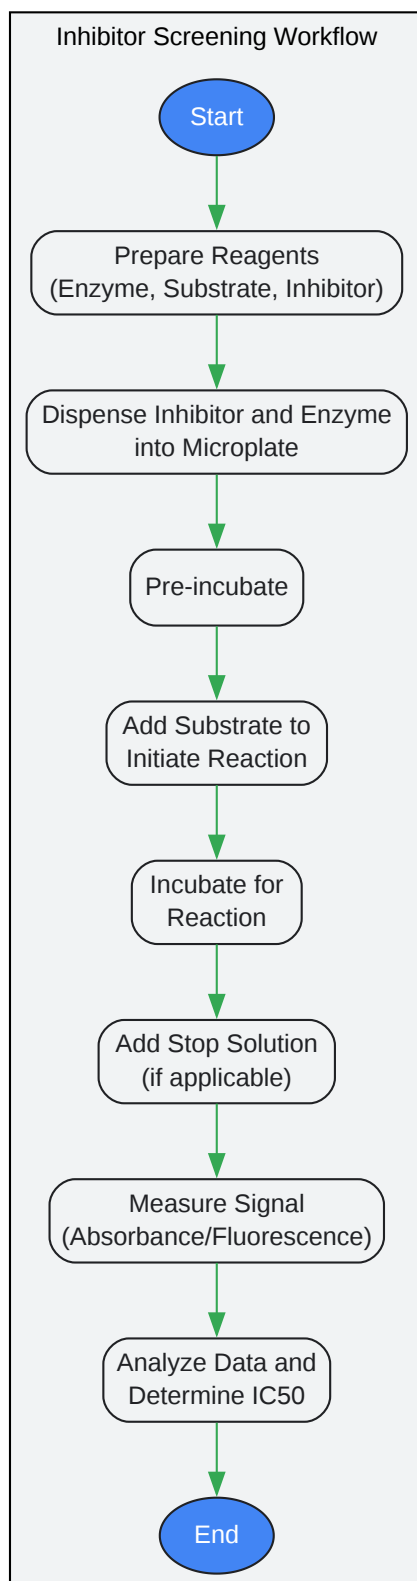 Inhibitor Screening Workflow
Start
Prepare Reagents
(Enzyme, Substrate, Inhibitor)
Dispense Inhibitor and Enzyme
into Microplate
Pre-incubate
Add Substrate to
Initiate Reaction
Incubate for
Reaction
Add Stop Solution
(if applicable)
Measure Signal
(Absorbance/Fluorescence)
Analyze Data and
Determine IC50
End